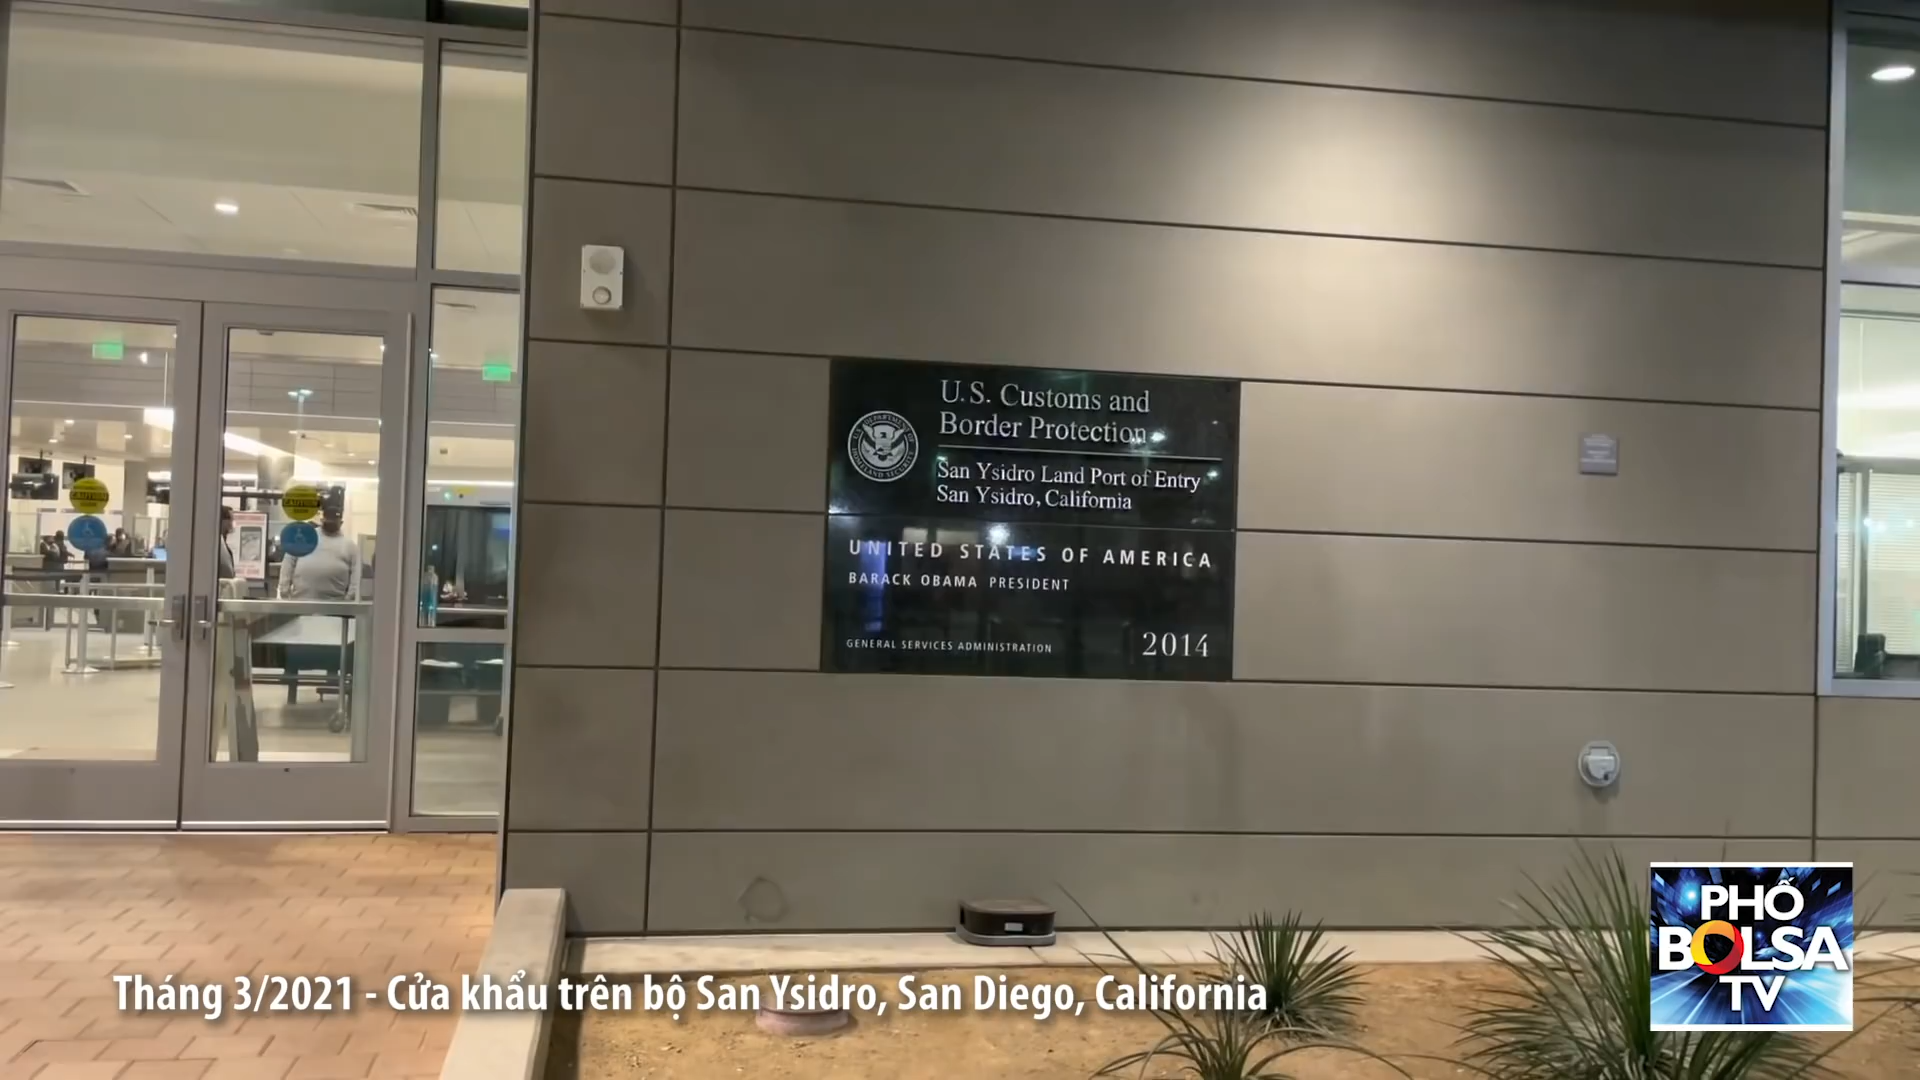 U.S. Customs and
Border Protection
San Ysidro Land Port of Entry
San Ysidro, California
UNITED STATES OF AMERICA
BARACK OBAMA PRESIDENT
GENERAL SERVICES ADMINISTRATION
2014
CAUTION
CAUTION
Tháng 3/2021 - Cửa khẩu trên bộ San Ysidro, San Diego, California
PHỐ
BOLSA
TV